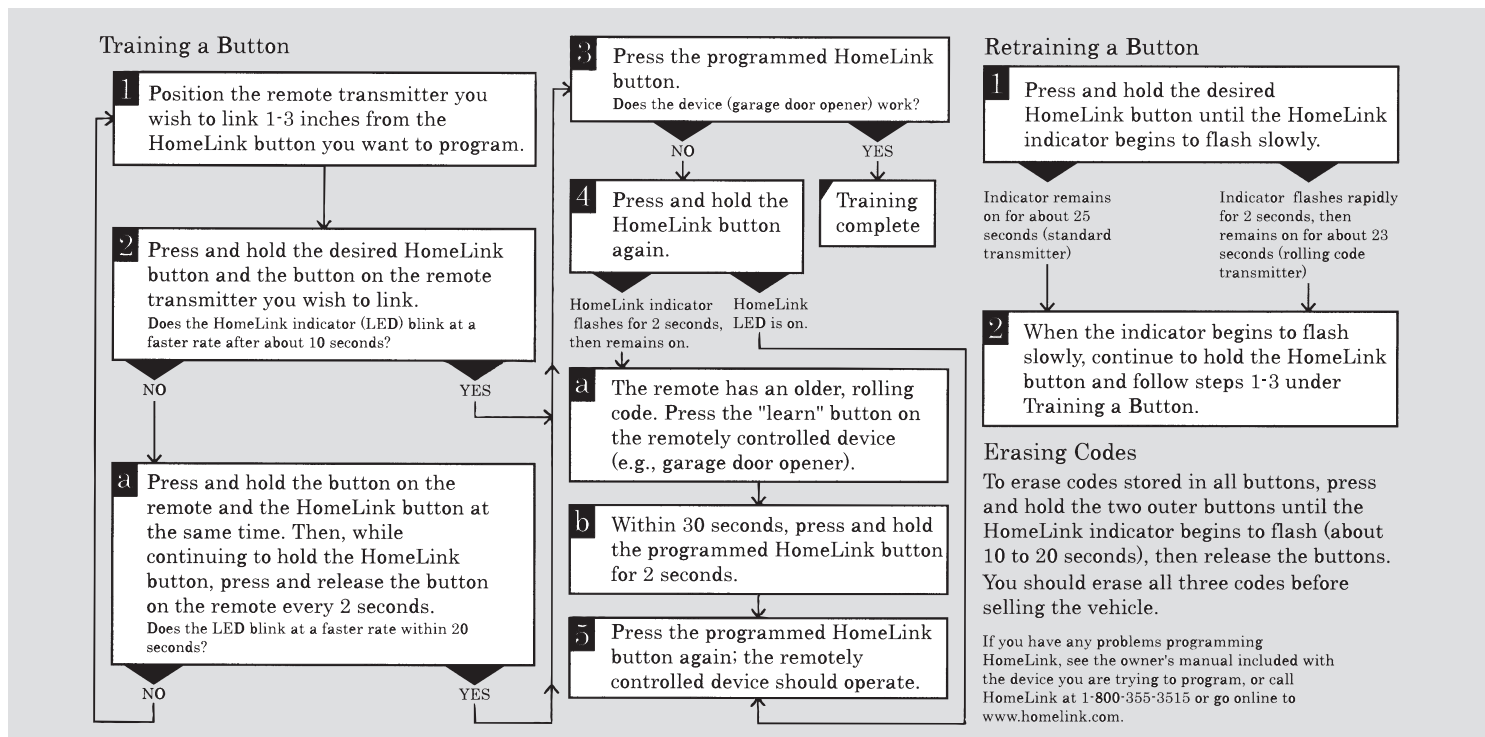 Training a Button
1
Position the remote transmitter you
wish to link 1-3 inches from the
HomeLink button you want to program.
2
Press and hold the desired HomeLink
button and the button on the remote
transmitter you wish to link.
Does the HomeLink indicator (LED) blink at a
faster rate after about 10 seconds?
NO
YES
a
Press and hold the button on the
remote and the HomeLink button at
the same time. Then, while
continuing to hold the HomeLink
button, press and release the button
on the remote every 2 seconds.
Does the LED blink at a faster rate within 20
seconds?
NO
YES
3
Press the programmed HomeLink
button.
Does the device (garage door opener) work?
NO
YES
4
Press and hold the
HomeLink button
again.
Training
complete
HomeLink indicator
flashes for 2 seconds,
then remains on.
HomeLink
LED is on.
a
The remote has an older, rolling
code. Press the "learn" button on
the remotely controlled device
(e.g., garage door opener).
b
Within 30 seconds, press and hold
the programmed HomeLink button
for 2 seconds.
5
Press the programmed HomeLink
button again; the remotely
controlled device should operate.
Retraining a Button
1
Press and hold the desired
HomeLink button until the HomeLink
indicator begins to flash slowly.
Indicator remains
on for about 25
seconds (standard
transmitter)
Indicator flashes rapidly
for 2 seconds, then
remains on for about 23
seconds (rolling code
transmitter)
2
When the indicator begins to flash
slowly, continue to hold the HomeLink
button and follow steps 1-3 under
Training a Button.
Erasing Codes
To erase codes stored in all buttons, press
and hold the two outer buttons until the
HomeLink indicator begins to flash (about
10 to 20 seconds), then release the buttons.
You should erase all three codes before
selling the vehicle.
If you have any problems programming
HomeLink, see the owner's manual included with
the device you are trying to program, or call
HomeLink at 1-800-355-3515 or go online to
www.homelink.com.